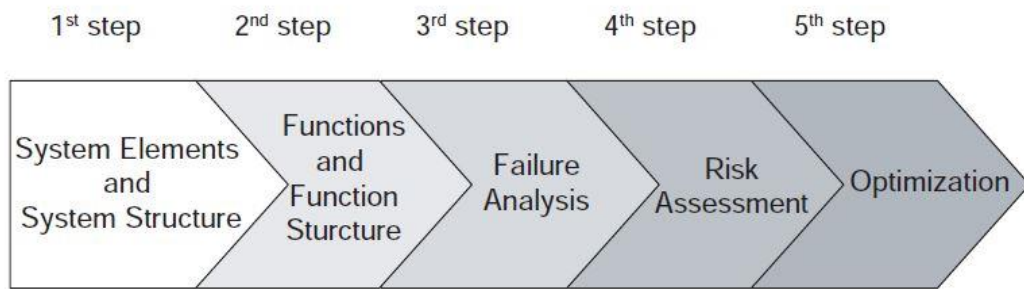 1st step 2nd step 3rd step 4th step 5th step
System Elements
and
System Structure
Functions
and
Function
Sturcture
Failure
Analysis
Risk
Assessment
Optimization